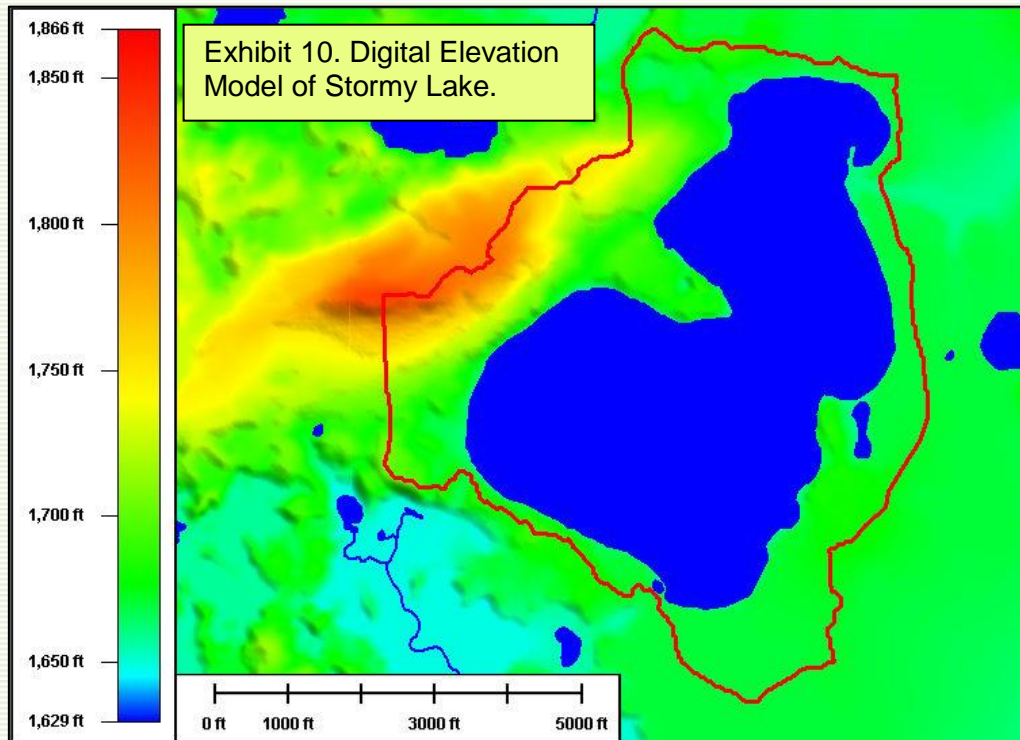 Exhibit 10. Digital Elevation
Model of Stormy Lake.
1,866 ft
1,850 ft
1,800 ft
1,750 ft
1,700 ft
1,650 ft
1,629 ft
0 ft 1000 ft 3000 ft 5000 ft